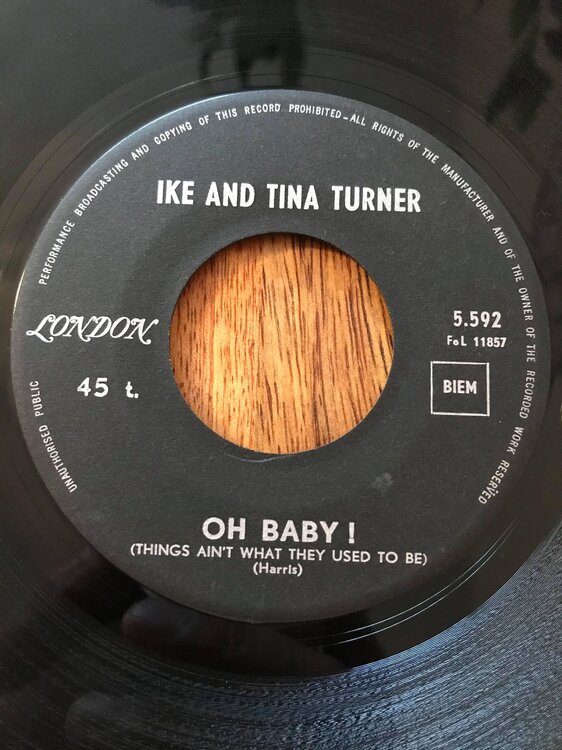 PERFORMANCE BROADCASTING AND COPYING OF THIS RECORD PROHIBITED – ALL RIGHTS OF THE MANUFACTURER AND OF THE OWNER OF THE RECORDED WORK RESERVED
IKE AND TINA TURNER
LONDON
5.592
FoL 11857
45 t.
BIEM
UNAUTHORISED PUBLIC
OH BABY !
(THINGS AIN'T WHAT THEY USED TO BE)
(Harris)